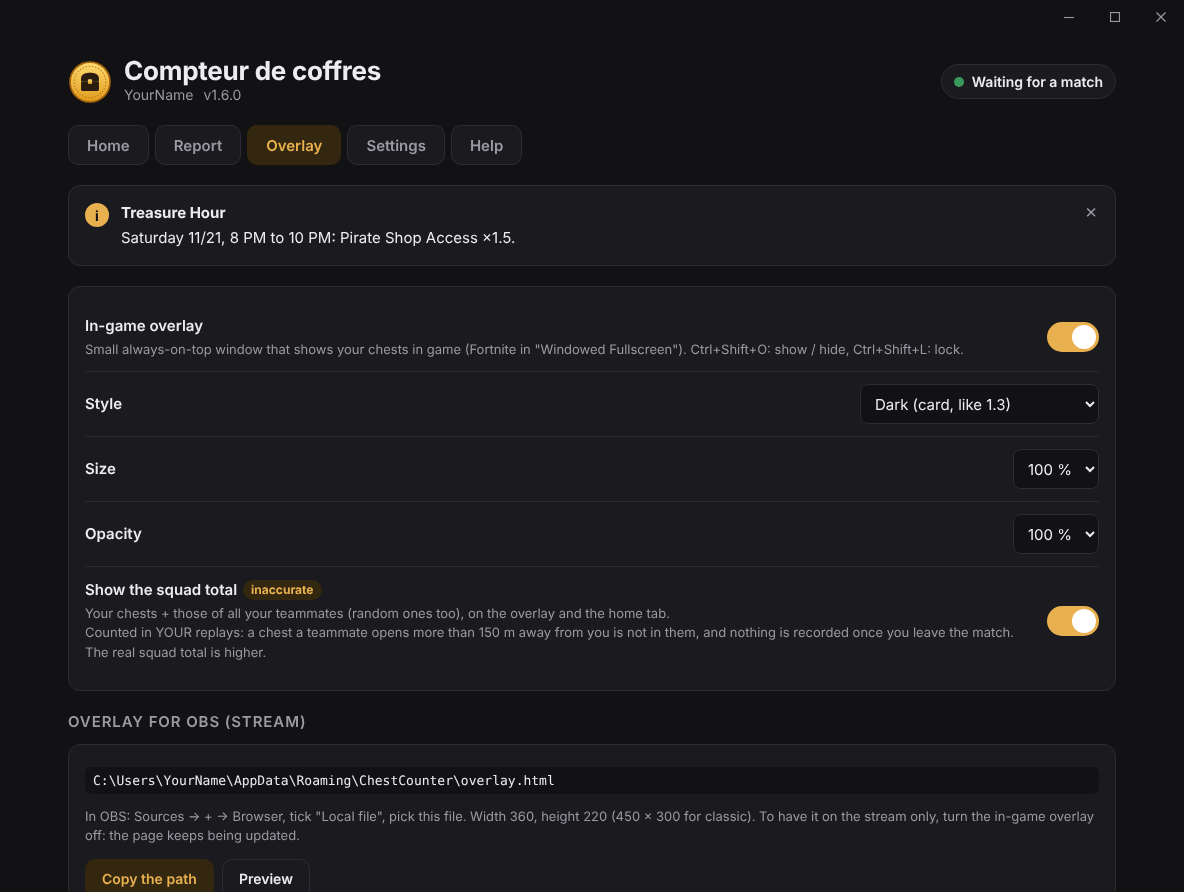 Compteur de coffres
YourName v1.6.0
Waiting for a match
Home
Report
Overlay
Settings
Help
i
Treasure Hour
Saturday 11/21, 8 PM to 10 PM: Pirate Shop Access ×1.5.
In-game overlay
Small always-on-top window that shows your chests in game (Fortnite in "Windowed Fullscreen"). Ctrl+Shift+O: show / hide, Ctrl+Shift+L: lock.
Style
Dark (card, like 1.3)
Size
100 %
Opacity
100 %
Show the squad total inaccurate
Your chests + those of all your teammates (random ones too), on the overlay and the home tab.
Counted in YOUR replays: a chest a teammate opens more than 150 m away from you is not in them, and nothing is recorded once you leave the match.
The real squad total is higher.
OVERLAY FOR OBS (STREAM)
C:\Users\YourName\AppData\Roaming\ChestCounter\overlay.html
In OBS: Sources → + → Browser, tick "Local file", pick this file. Width 360, height 220 (450 × 300 for classic). To have it on the stream only, turn the in-game overlay
off: the page keeps being updated.
Copy the path
Preview